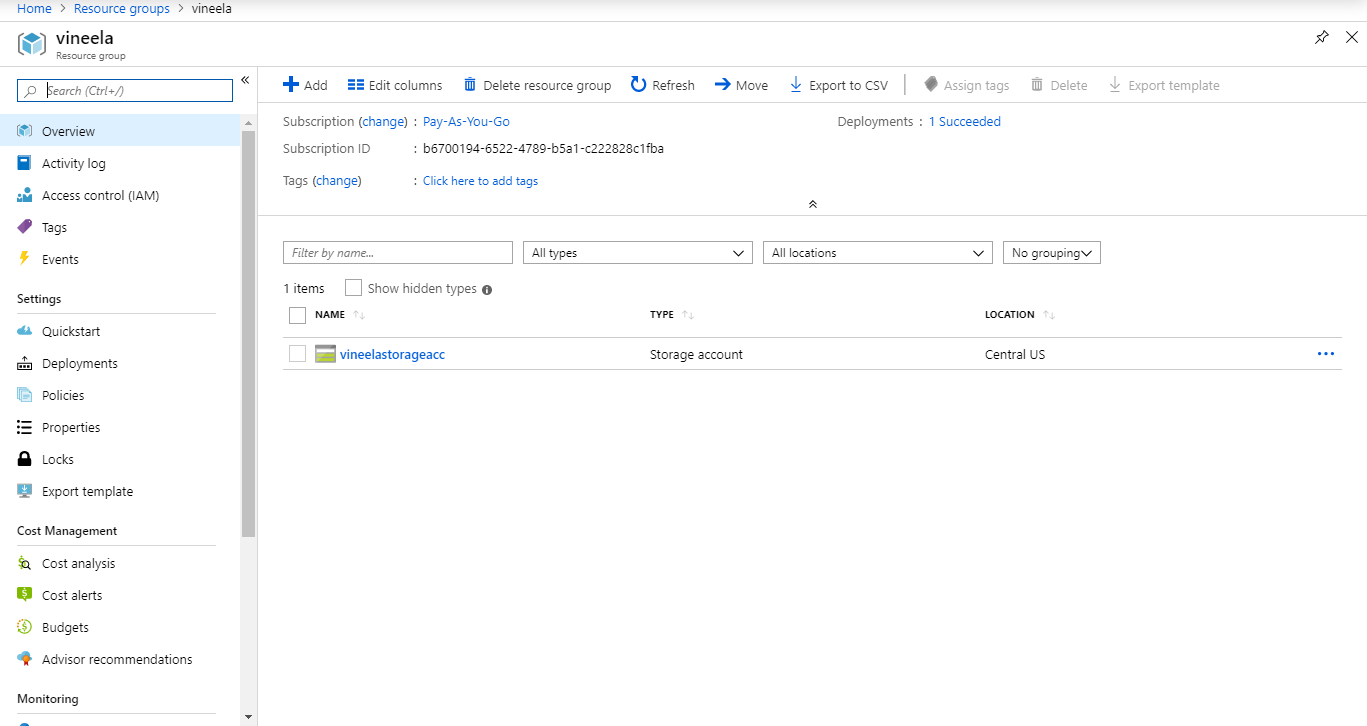 Home > Resource groups > vineela
vineela
Resource group
Search (Ctrl+/)
«
Overview
Activity log
Access control (IAM)
Tags
Events
Settings
Quickstart
Deployments
Policies
Properties
Locks
Export template
Cost Management
Cost analysis
Cost alerts
Budgets
Advisor recommendations
Monitoring
Add Edit columns Delete resource group Refresh Move Export to CSV Assign tags Delete Export template
Subscription (change) : Pay-As-You-Go Deployments : 1 Succeeded
Subscription ID : b6700194-6522-4789-b5a1-c222828c1fba
Tags (change) : Click here to add tags
Filter by name... All types All locations No grouping
1 items Show hidden types
NAME TYPE LOCATION
vineelastorageacc Storage account Central US